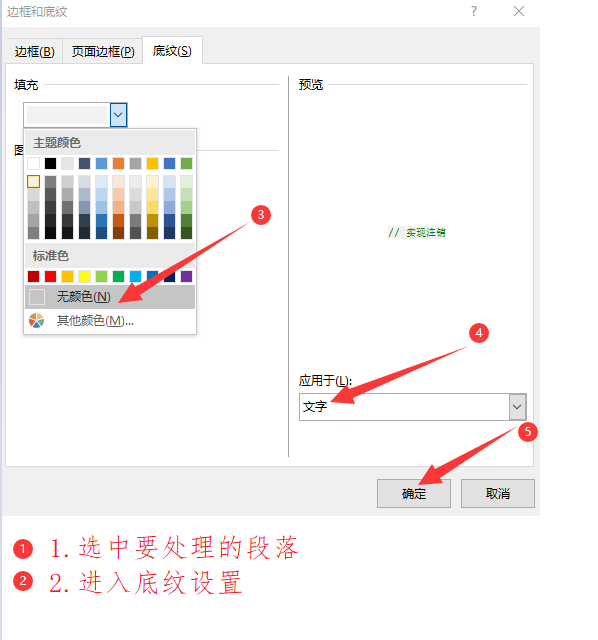 边框和底纹
?
边框(B) 页面边框(P) 底纹(S)
填充
预览
主题颜色
标准色
无颜色(N)
其他颜色(M)...
3
// 实现注销
4
应用于(L):
文字
5
确定 取消
1 1.选中要处理的段落
2 2.进入底纹设置